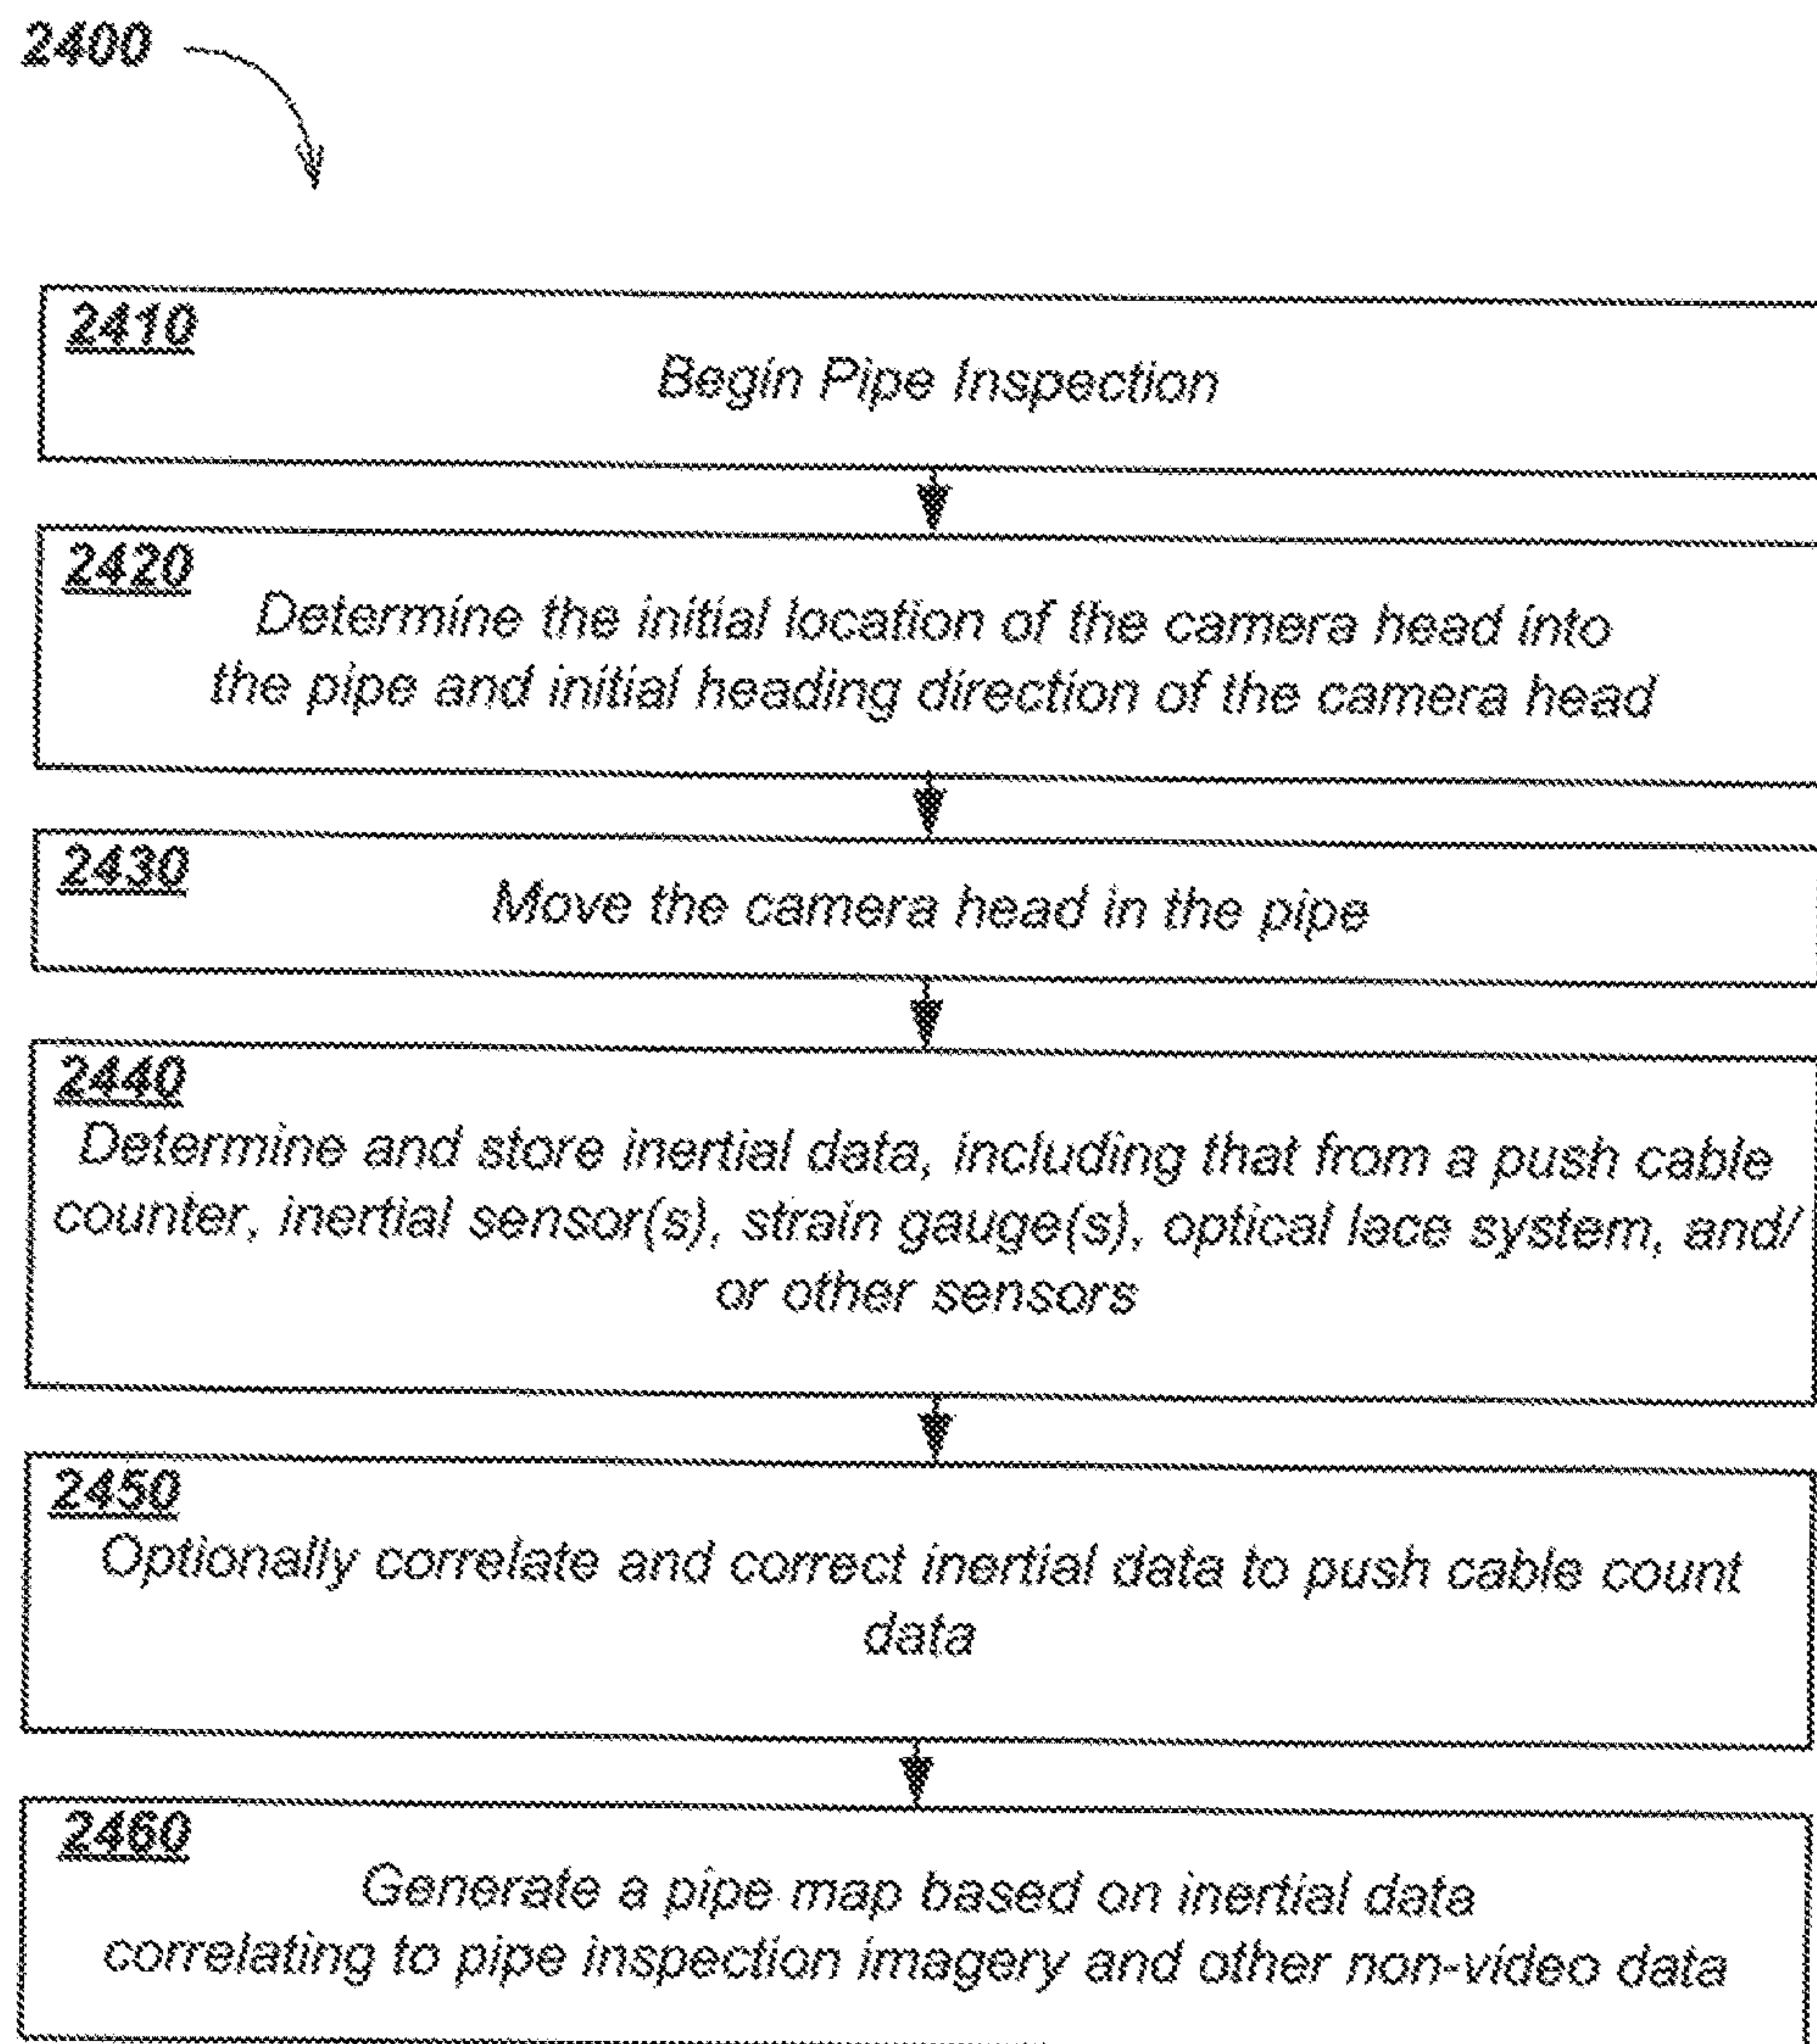 2400
2410
Begin Pipe Inspection
2420
Determine the initial location of the camera head into
the pipe and initial heading direction of the camera head
2430
Move the camera head in the pipe
2440
Determine and store inertial data, including that from a push cable
counter, inertial sensor(s), strain gauge(s), optical lace system, and/
or other sensors
2450
Optionally correlate and correct inertial data to push cable count
data
2460
Generate a pipe map based on inertial data
correlating to pipe inspection imagery and other non-video data